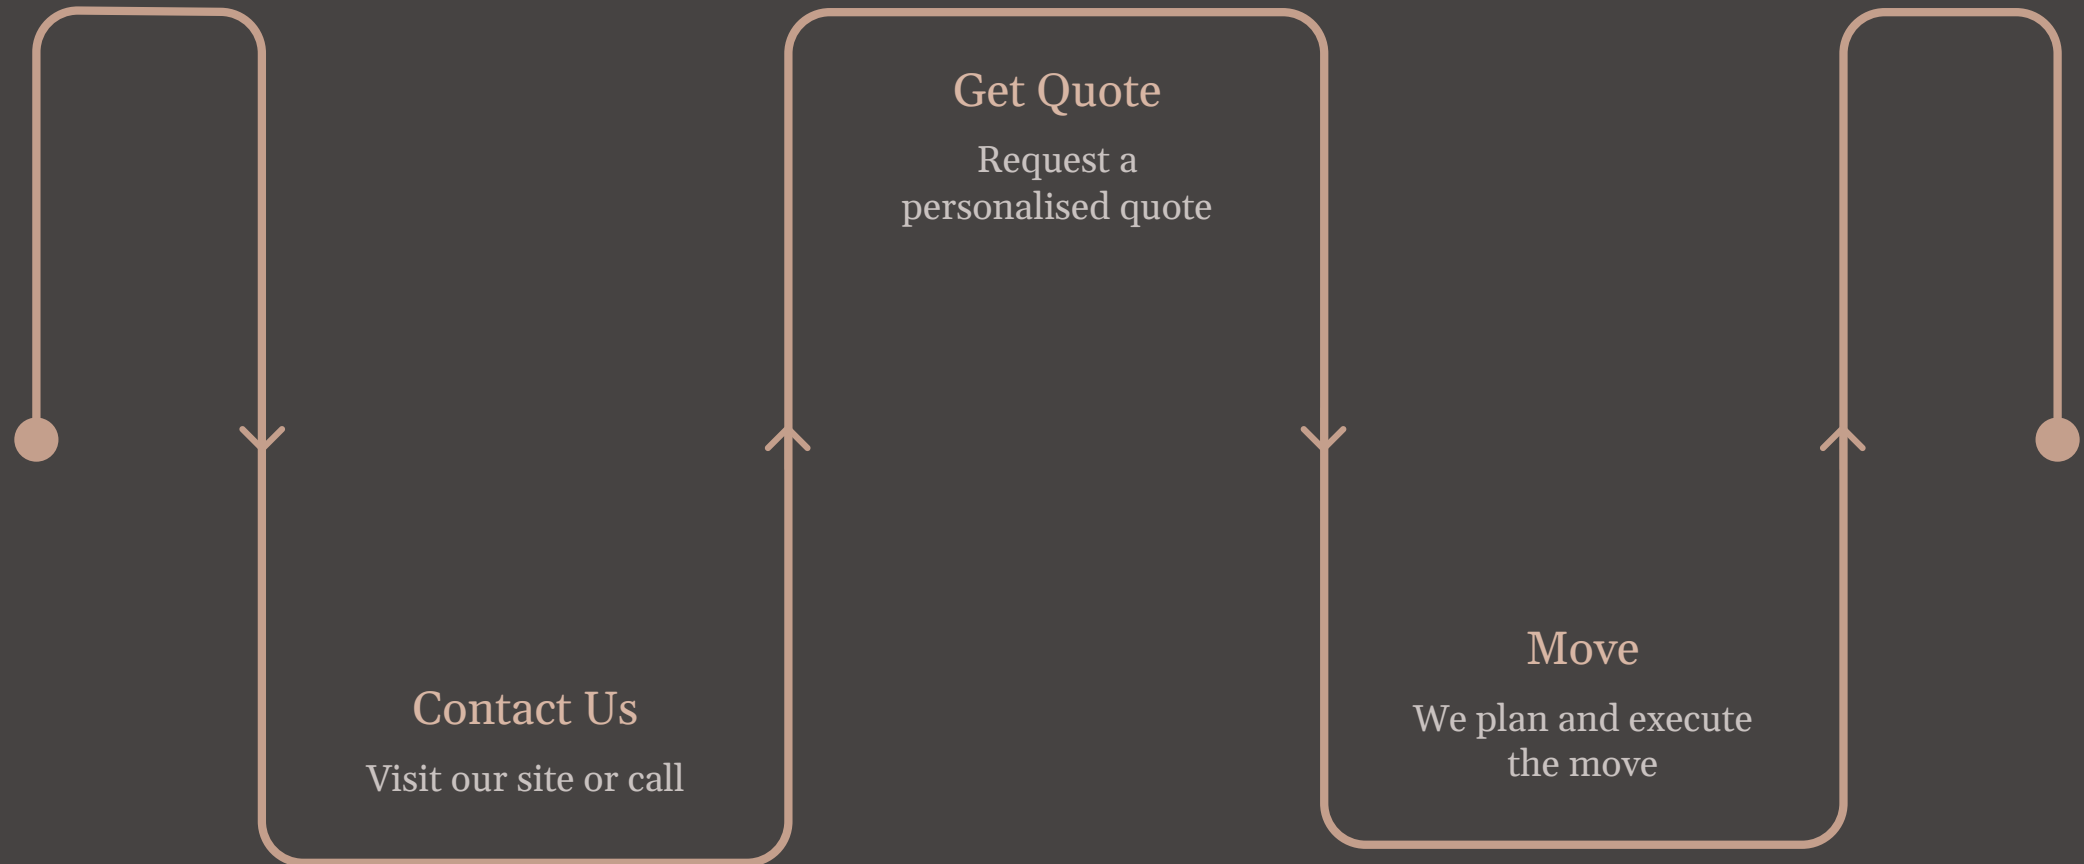 Contact Us
Visit our site or call
Get Quote
Request a
personalised quote
Move
We plan and execute
the move